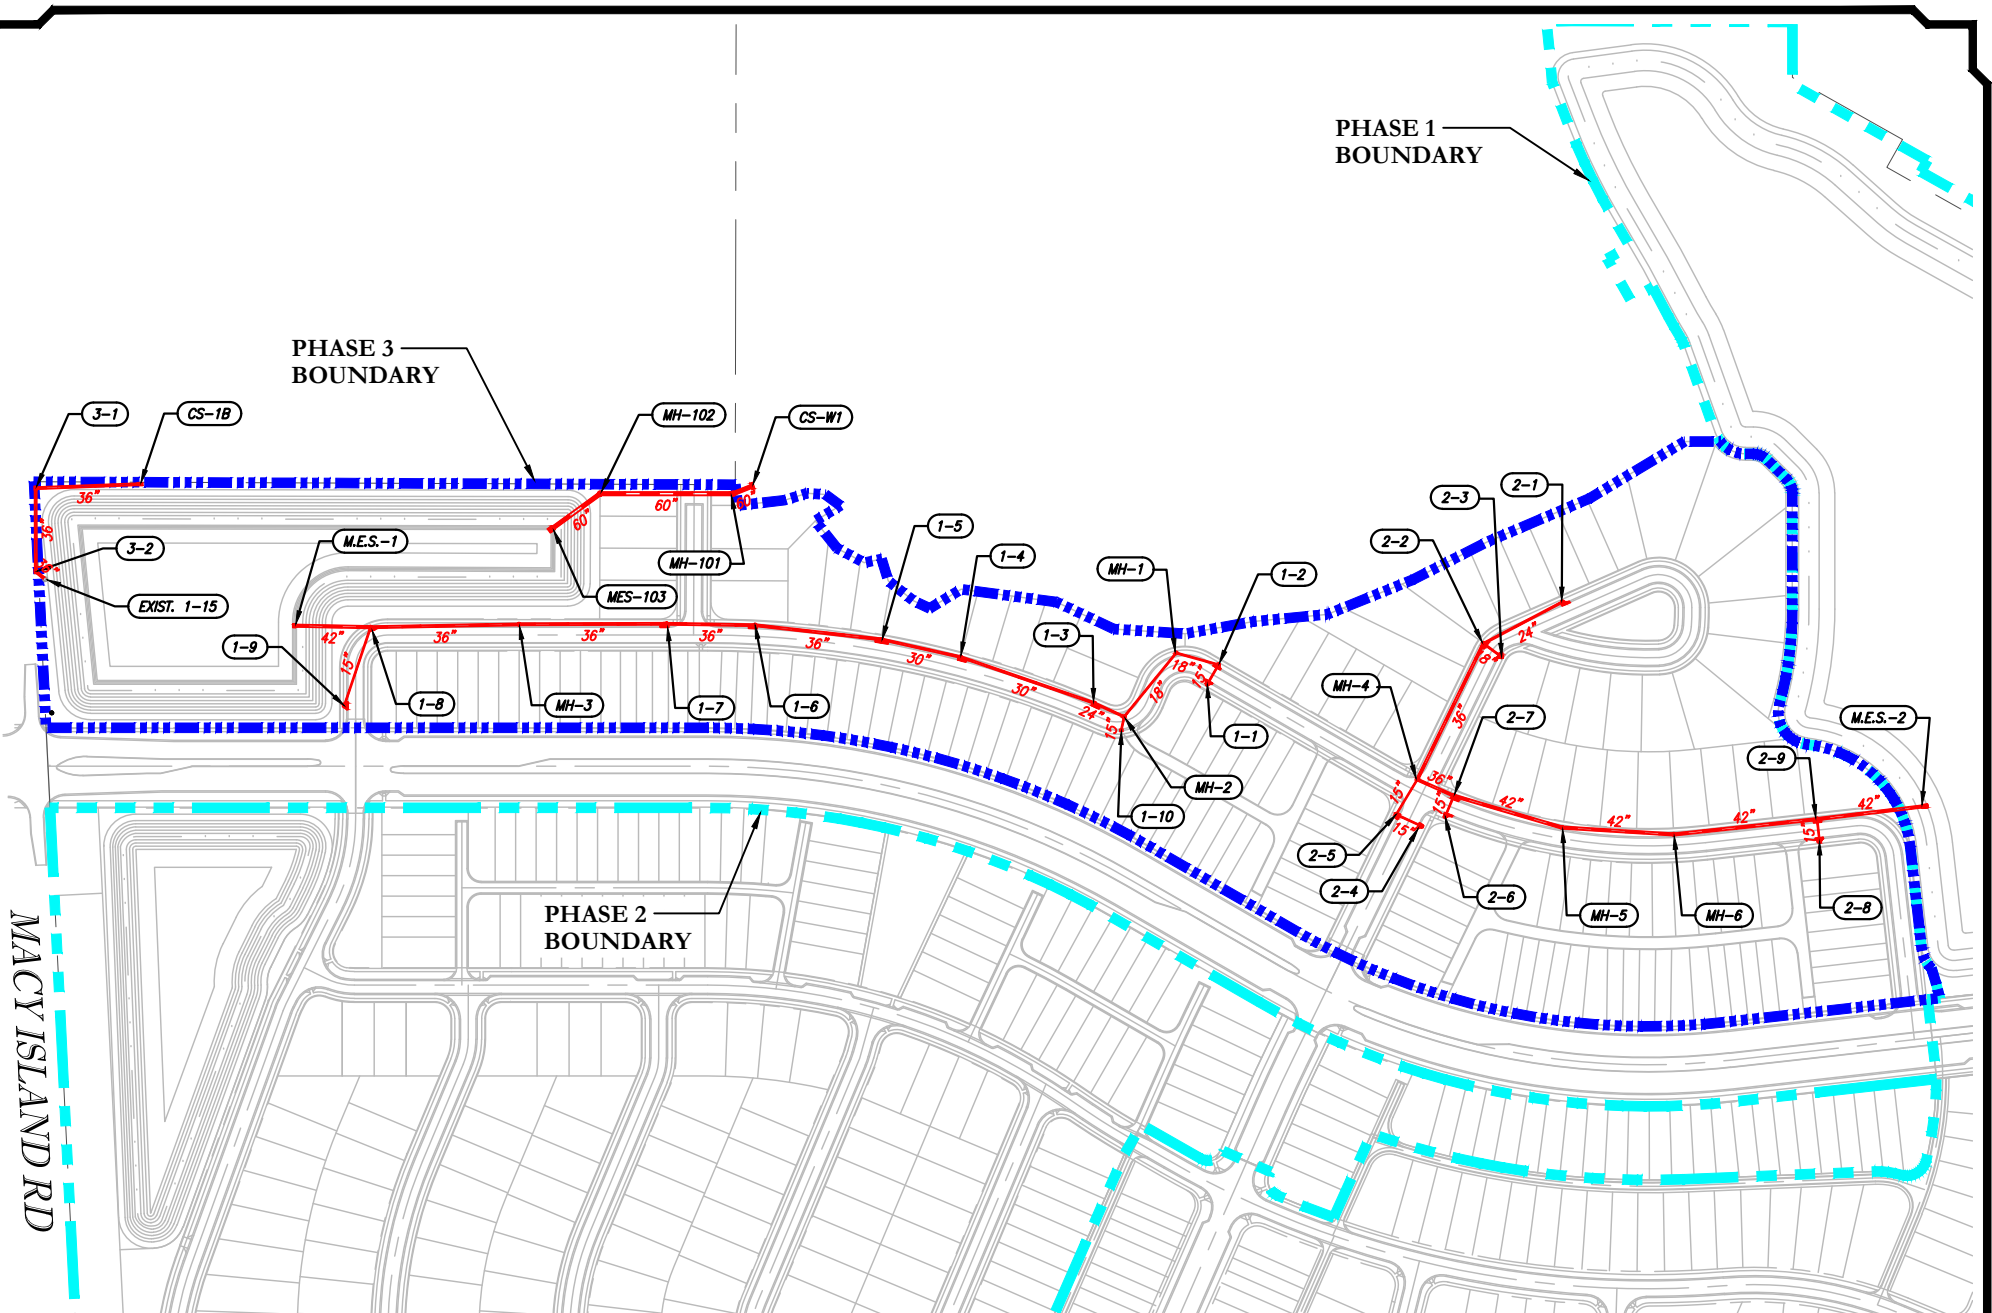 PHASE 1
BOUNDARY
PHASE 3
BOUNDARY
3-1
CS-1B
MH-102
CS-W1
36"
60"
60"
60"
36"
3-2
M.E.S.-1
MH-101
EXIST. 1-15
MES-103
1-5
1-4
MH-1
1-2
2-3
2-1
2-2
1-9
42"
36"
36"
36"
36"
30"
1-3
30"
18"
15"
18"
24"
15"
15"
1-8
MH-3
1-7
1-6
1-1
MH-2
1-10
24"
MH-4
36"
2-7
M.E.S.-2
2-9
36"
15"
15"
15"
42"
42"
42"
42"
15"
2-5
2-4
2-6
MH-5
MH-6
2-8
PHASE 2
BOUNDARY
MACY ISLAND RD